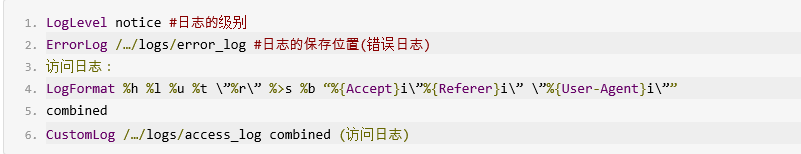 1. LogLevel notice #日志的级别
2. ErrorLog /…/logs/error_log #日志的保存位置(错误日志)
3. 访问日志：
4. LogFormat %h %l %u %t \”%r\” %>s %b “%{Accept}i\”%{Referer}i\” \”%{User-Agent}i\””
5. combined
6. CustomLog /…/logs/access_log combined (访问日志)